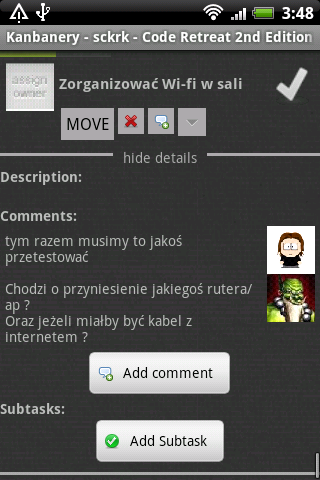 3:48
Kanbanery - sckrk - Code Retreat 2nd Edition
assign
owner
Zorganizować Wi-fi w sali
MOVE
hide details
Description:
Comments:
tym razem musimy to jakoś
przetestować
Chodzi o przyniesienie jakiegoś rutera/
ap ?
Oraz jeżeli miałby być kabel z
internetem ?
Add comment
Subtasks:
Add Subtask